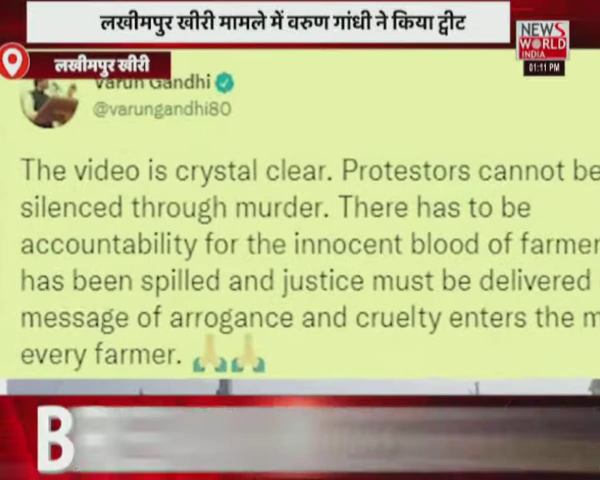 लखीमपुर खीरी मामले में वरुण गांधी ने किया ट्वीट
NEWS
WORLD
INDIA
01:11 PM
लखीमपुर खीरी
Varun Gandhi
@varungandhi80
The video is crystal clear. Protestors cannot be
silenced through murder. There has to be
accountability for the innocent blood of farmer
has been spilled and justice must be delivered
message of arrogance and cruelty enters the m
every farmer.
B